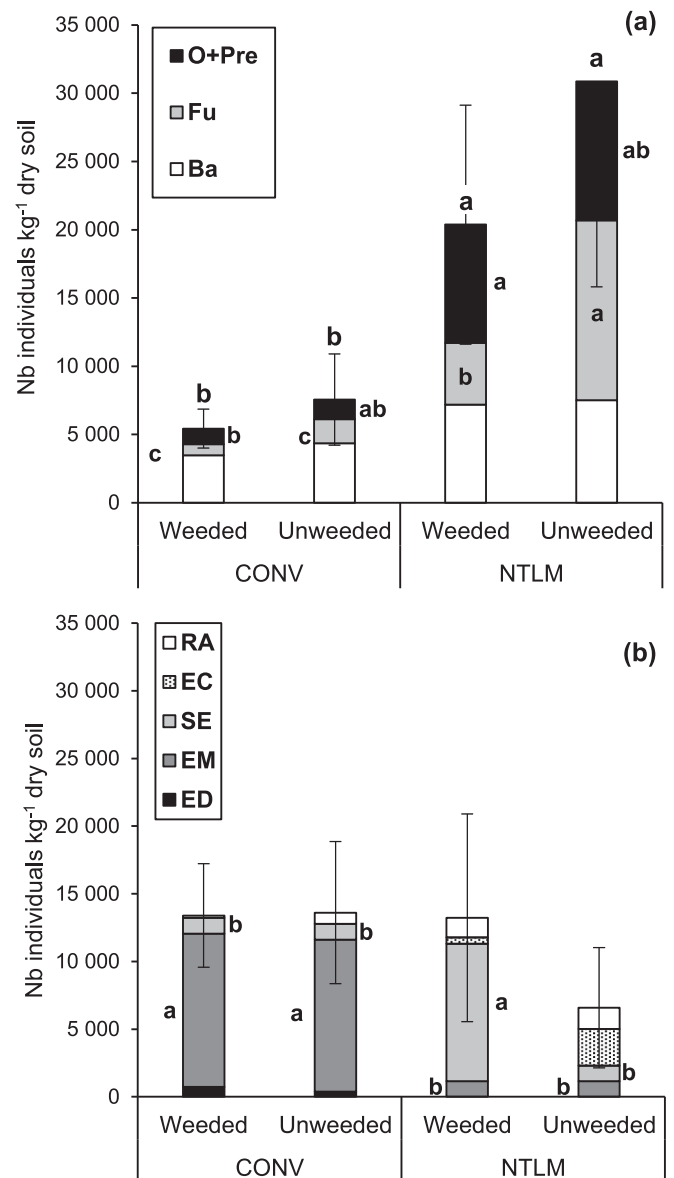 (a)
O+Pre
Fu
Ba
Nb individuals kg-1 dry soil
35 000
30 000
25 000
20 000
15 000
10 000
5 000
0
b
c
b
b
c
ab
a
a
b
a
ab
a
Weeded Unweeded Weeded Unweeded
CONV NTLM
(b)
RA
EC
SE
EM
ED
Nb individuals kg-1 dry soil
35 000
30 000
25 000
20 000
15 000
10 000
5 000
0
b
a
b
a
a
b
b
b
Weeded Unweeded Weeded Unweeded
CONV NTLM